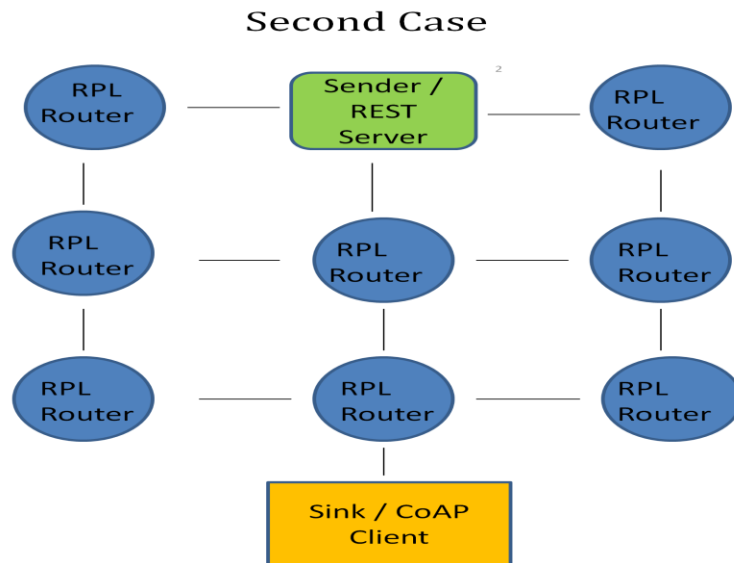 Second Case
2
RPL
Router
Sender /
REST
Server
RPL
Router
RPL
Router
RPL
Router
RPL
Router
RPL
Router
RPL
Router
RPL
Router
Sink / CoAP
Client